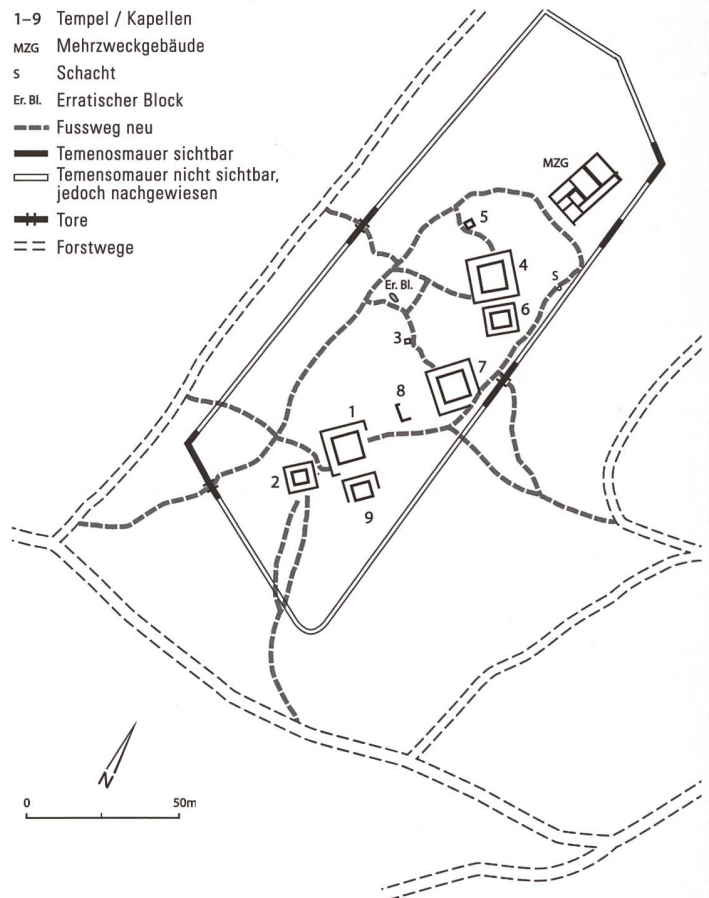 1–9 Tempel / Kapellen
MZG Mehrzweckgebäude
S Schacht
Er. Bl. Erratischer Block
Fussweg neu
Temenosmauer sichtbar
Temensomauer nicht sichtbar,
jedoch nachgewiesen
Tore
Forstwege
MZG
5
4
S
Er. Bl.
6
3
7
8
1
2
9
N
0 50m